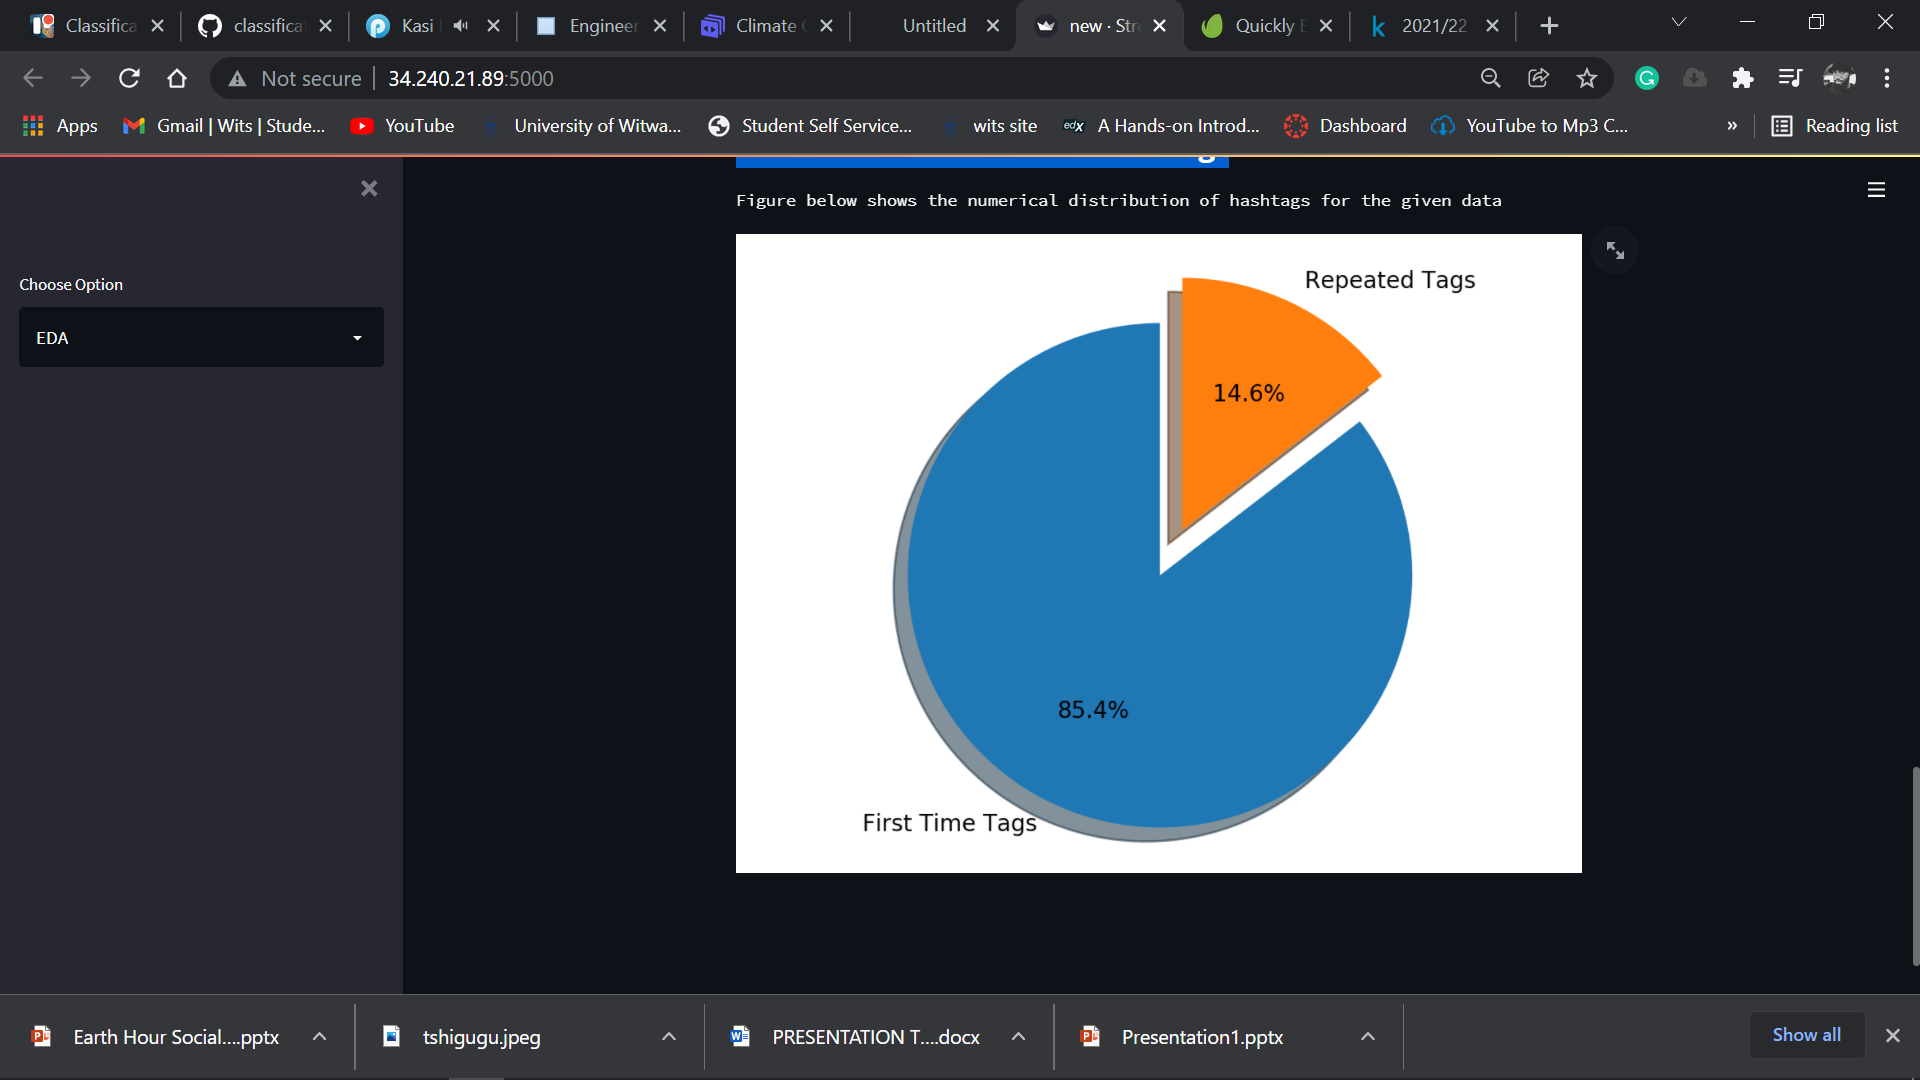 Classifica
classifica
Kasi
Engineer
Climate
Untitled
new · Str
Quickly E
2021/22
Not secure
34.240.21.89:5000
Apps
Gmail | Wits | Stude...
YouTube
University of Witwa...
Student Self Service...
wits site
edX
A Hands-on Introd...
Dashboard
YouTube to Mp3 C...
»
Reading list
Figure below shows the numerical distribution of hashtags for the given data
Choose Option
EDA
Repeated Tags
14.6%
85.4%
First Time Tags
Earth Hour Social....pptx
tshigugu.jpeg
PRESENTATION T....docx
Presentation1.pptx
Show all